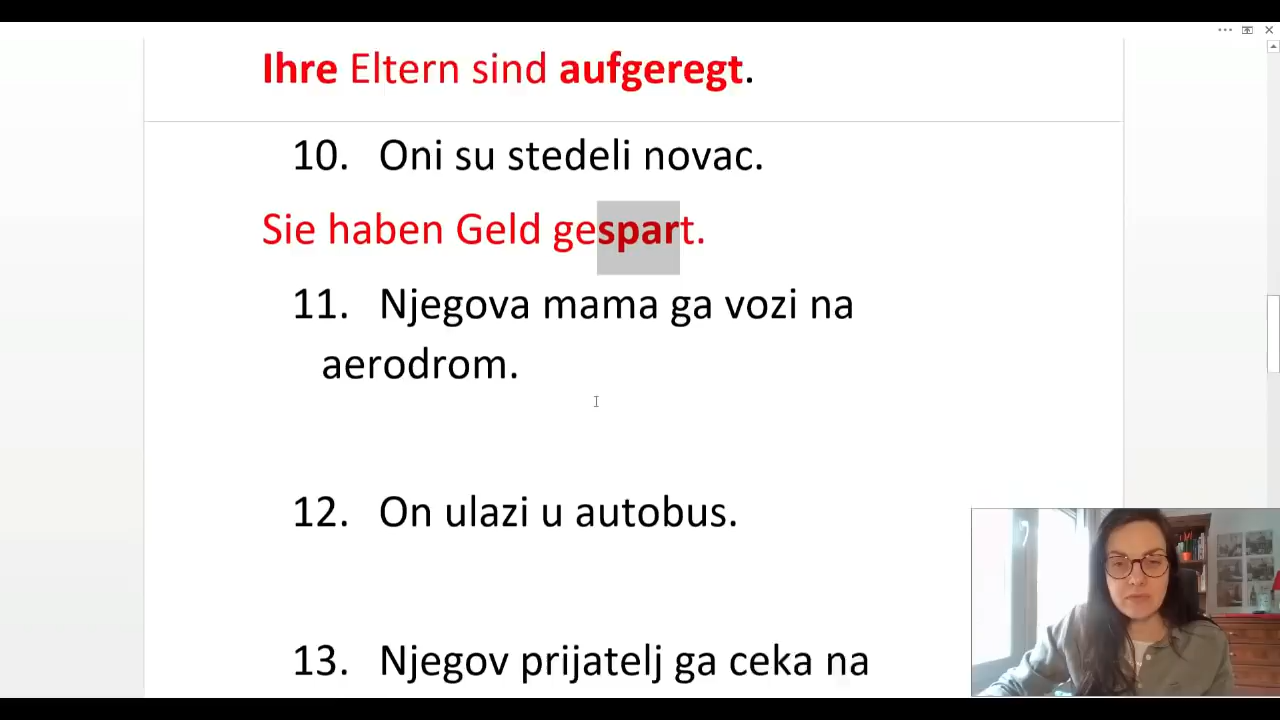 Ihre Eltern sind aufgeregt.
10. Oni su stedeli novac.
Sie haben Geld gespart.
11. Njegova mama ga vozi na
aerodrom.
12. On ulazi u autobus.
13. Njegov prijatelj ga ceka na